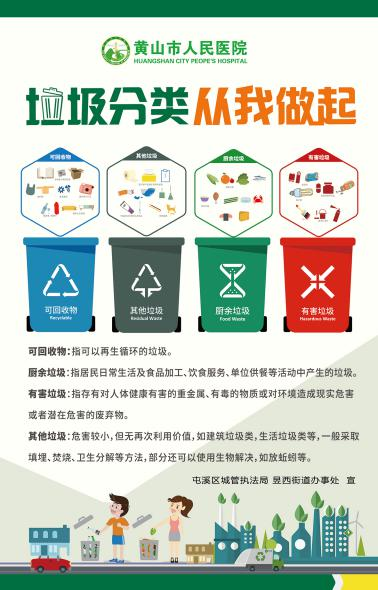 黄山市人民医院
HUANGSHAN CITY PEOPE'S HOSPITAL
垃圾分类从我做起
可回收物 其他垃圾 厨余垃圾 有害垃圾
可回收物 其他垃圾 厨余垃圾 有害垃圾
Recyclable Residual Waste Food Waste Hazardous Waste
可回收物：指可以再生循环的垃圾。
厨余垃圾：指居民日常生活及食品加工、饮食服务、单位供餐等活动中产生的垃圾。
有害垃圾：指存有对人体健康有害的重金属、有毒的物质或对环境造成现实危害
或者潜在危害的废弃物。
其他垃圾：危害较小，但无再次利用价值，如建筑垃圾类，生活垃圾类等，一般采取
填埋、焚烧、卫生分解等方法，部分还可以使用生物解决，如放蚯蚓等。
屯溪区城管执法局 昱西街道办事处 宣